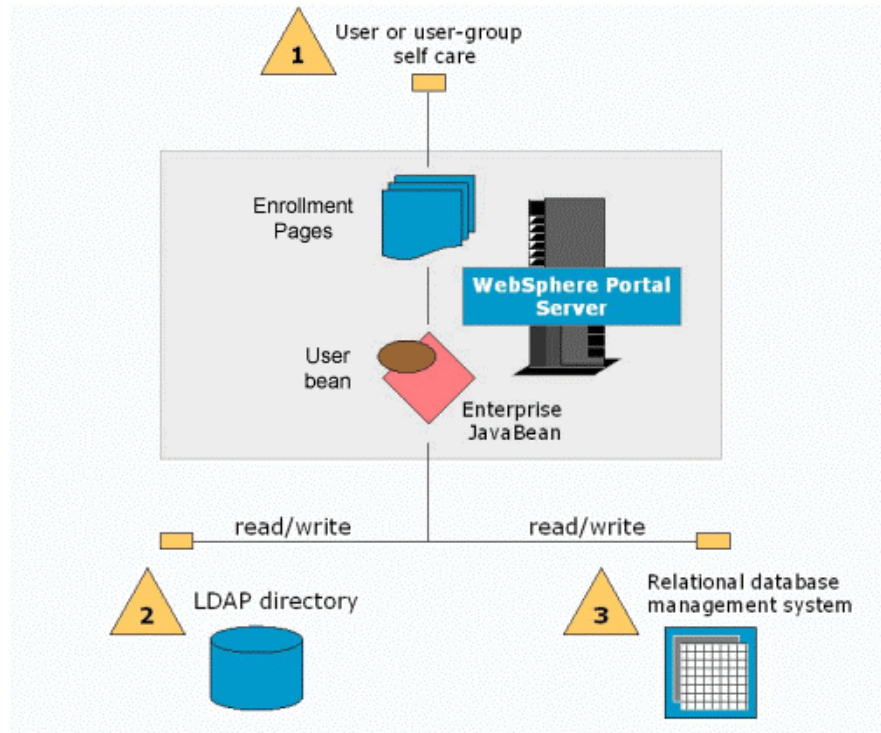 1
User or user-group
self care
Enrollment
Pages
WebSphere Portal
Server
User
bean
Enterprise
JavaBean
read/write
read/write
2
LDAP directory
3
Relational database
management system